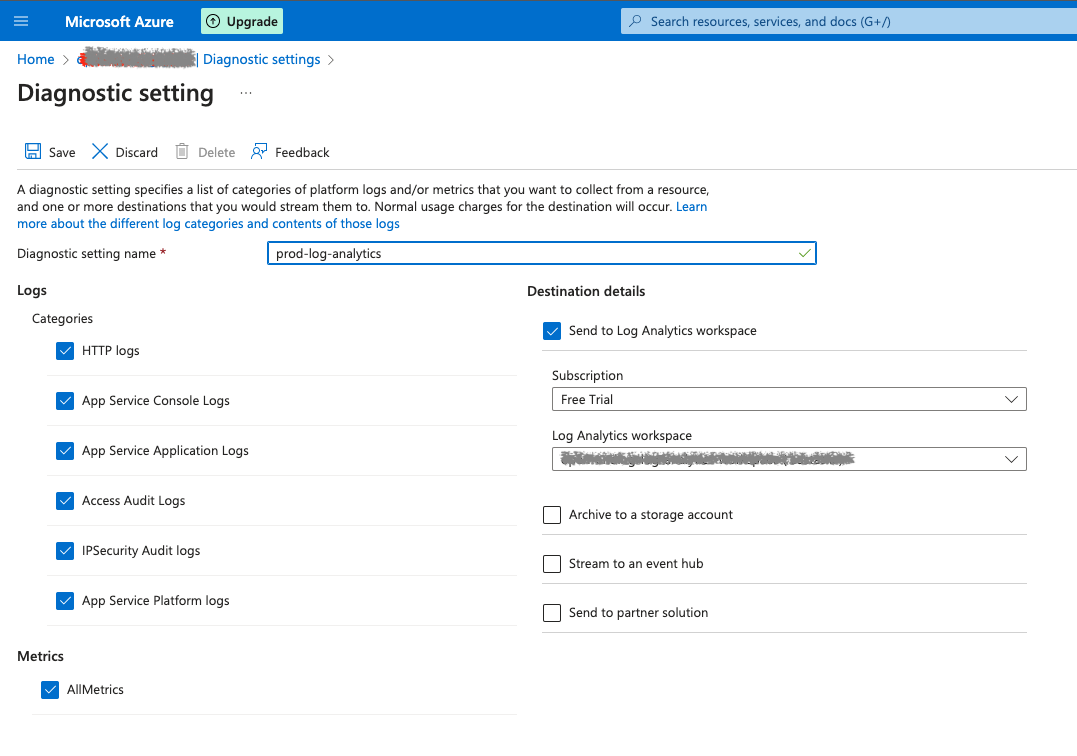 Microsoft Azure
Upgrade
Search resources, services, and docs (G+/)
Home > | Diagnostic settings >
Diagnostic setting ...
Save Discard Delete Feedback
A diagnostic setting specifies a list of categories of platform logs and/or metrics that you want to collect from a resource,
and one or more destinations that you would stream them to. Normal usage charges for the destination will occur. Learn
more about the different log categories and contents of those logs
Diagnostic setting name *
prod-log-analytics
Logs
Categories
HTTP logs
App Service Console Logs
App Service Application Logs
Access Audit Logs
IPSecurity Audit logs
App Service Platform logs
Metrics
AllMetrics
Destination details
Send to Log Analytics workspace
Subscription
Free Trial
Log Analytics workspace
Archive to a storage account
Stream to an event hub
Send to partner solution